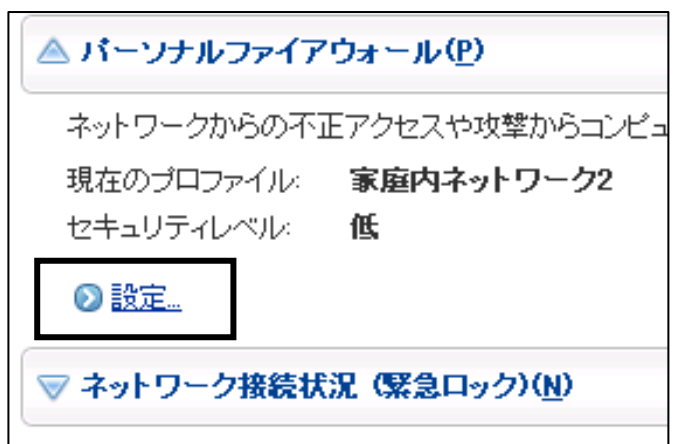 パーソナルファイアウォール(P)
ネットワークからの不正アクセスや攻撃からコンピュ
現在のプロファイル: 家庭内ネットワーク2
セキュリティレベル: 低
設定...
ネットワーク接続状況 (緊急ロック)(N)